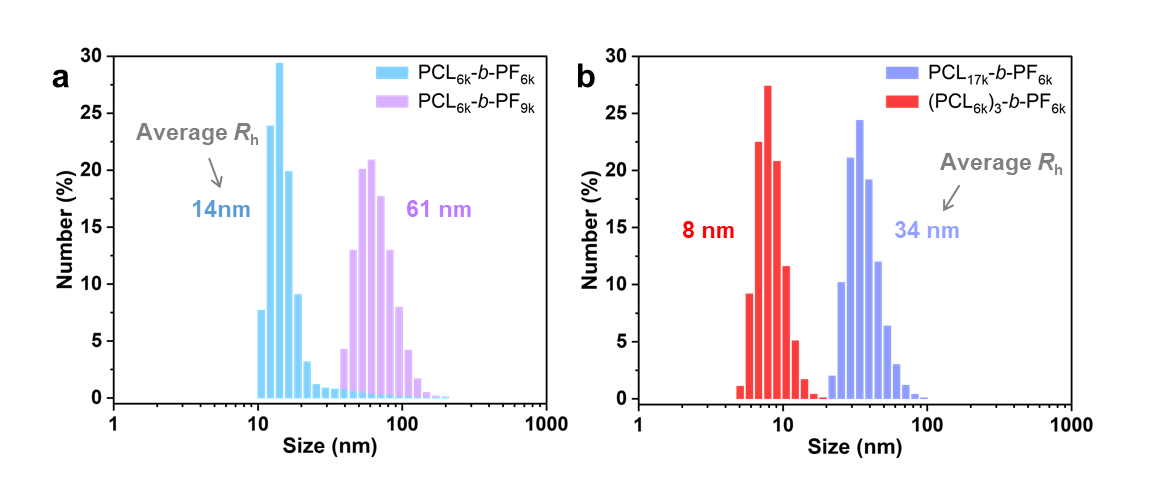 a
30
25
20
15
10
5
0
Number (%)
PCL6k-b-PF6k
PCL6k-b-PF9k
Average Rh
14nm
61 nm
1
10
100
1000
Size (nm)
b
30
25
20
15
10
5
0
Number (%)
PCL17k-b-PF6k
(PCL6k)3-b-PF6k
Average Rh
8 nm
34 nm
1
10
100
1000
Size (nm)